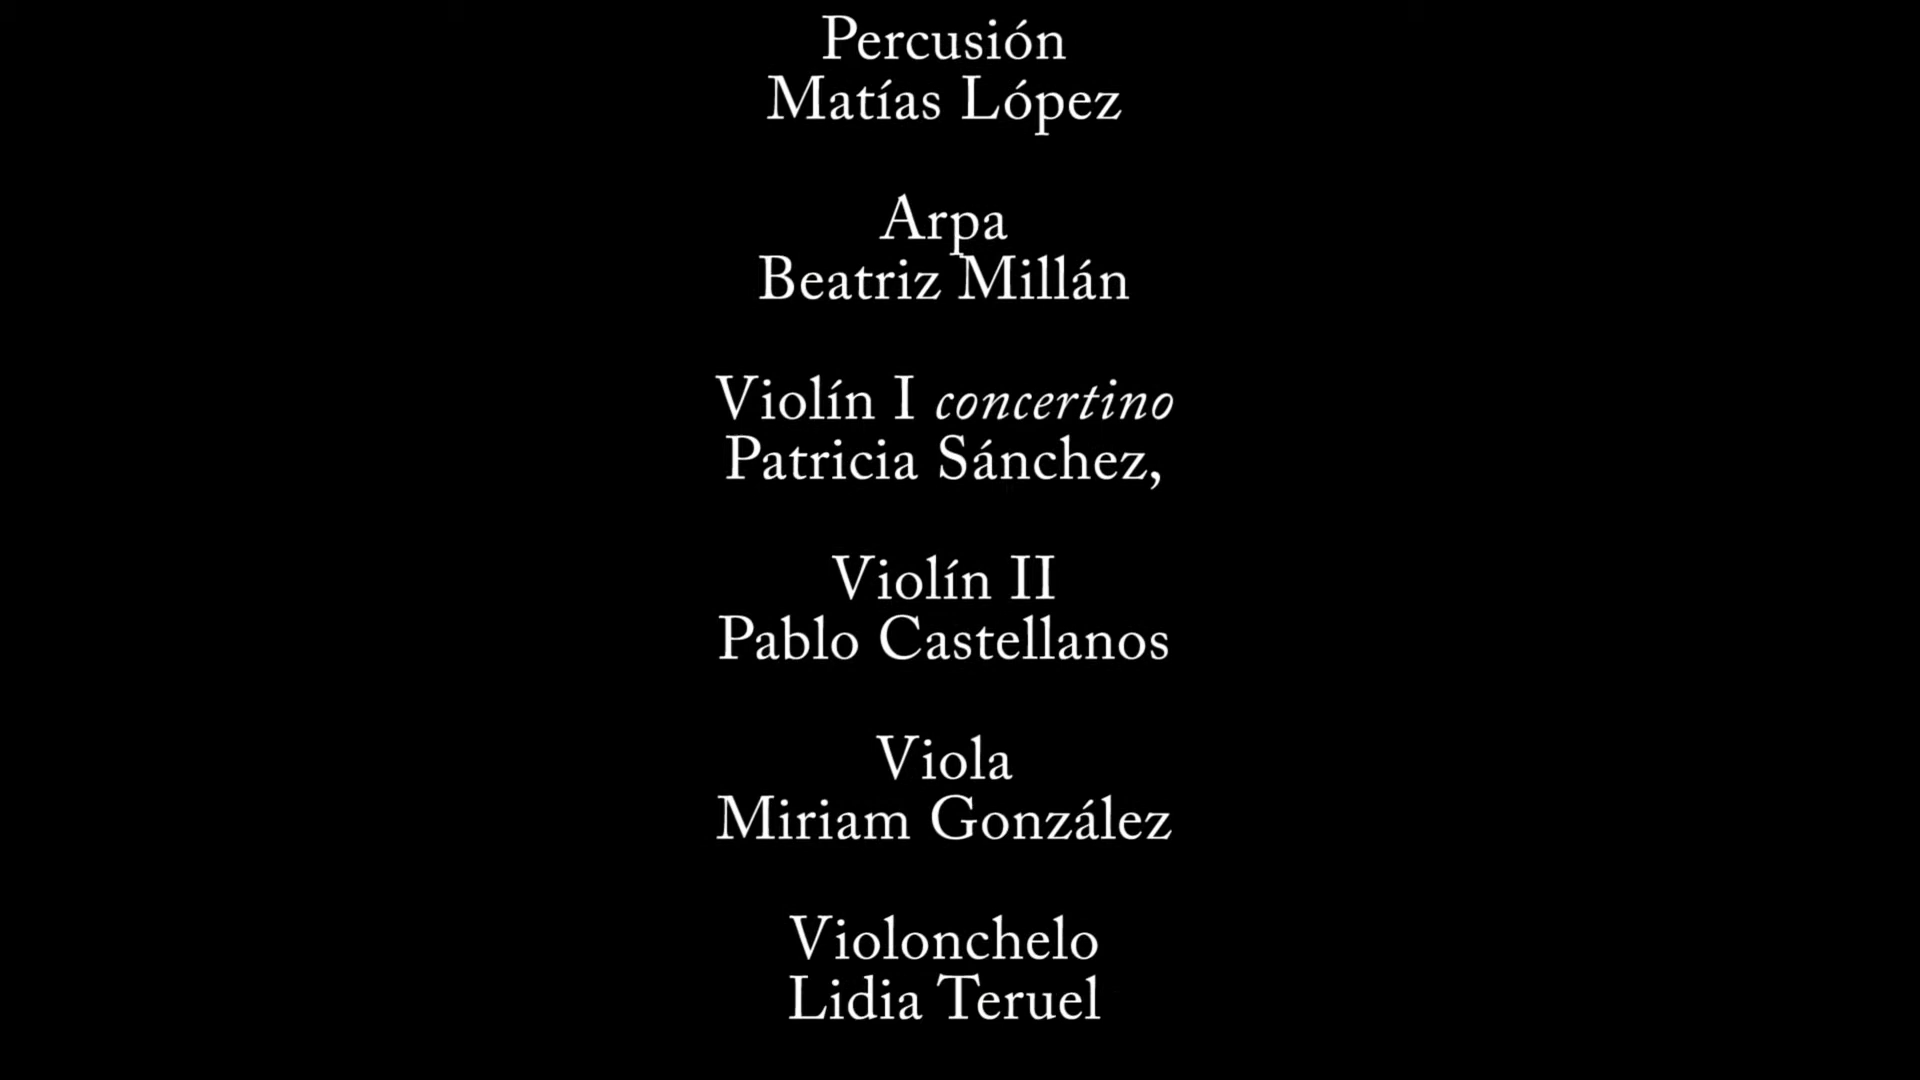 Percusión
Matías López
Arpa
Beatriz Millán
Violín I concertino
Patricia Sánchez,
Violín II
Pablo Castellanos
Viola
Miriam González
Violonchelo
Lidia Teruel